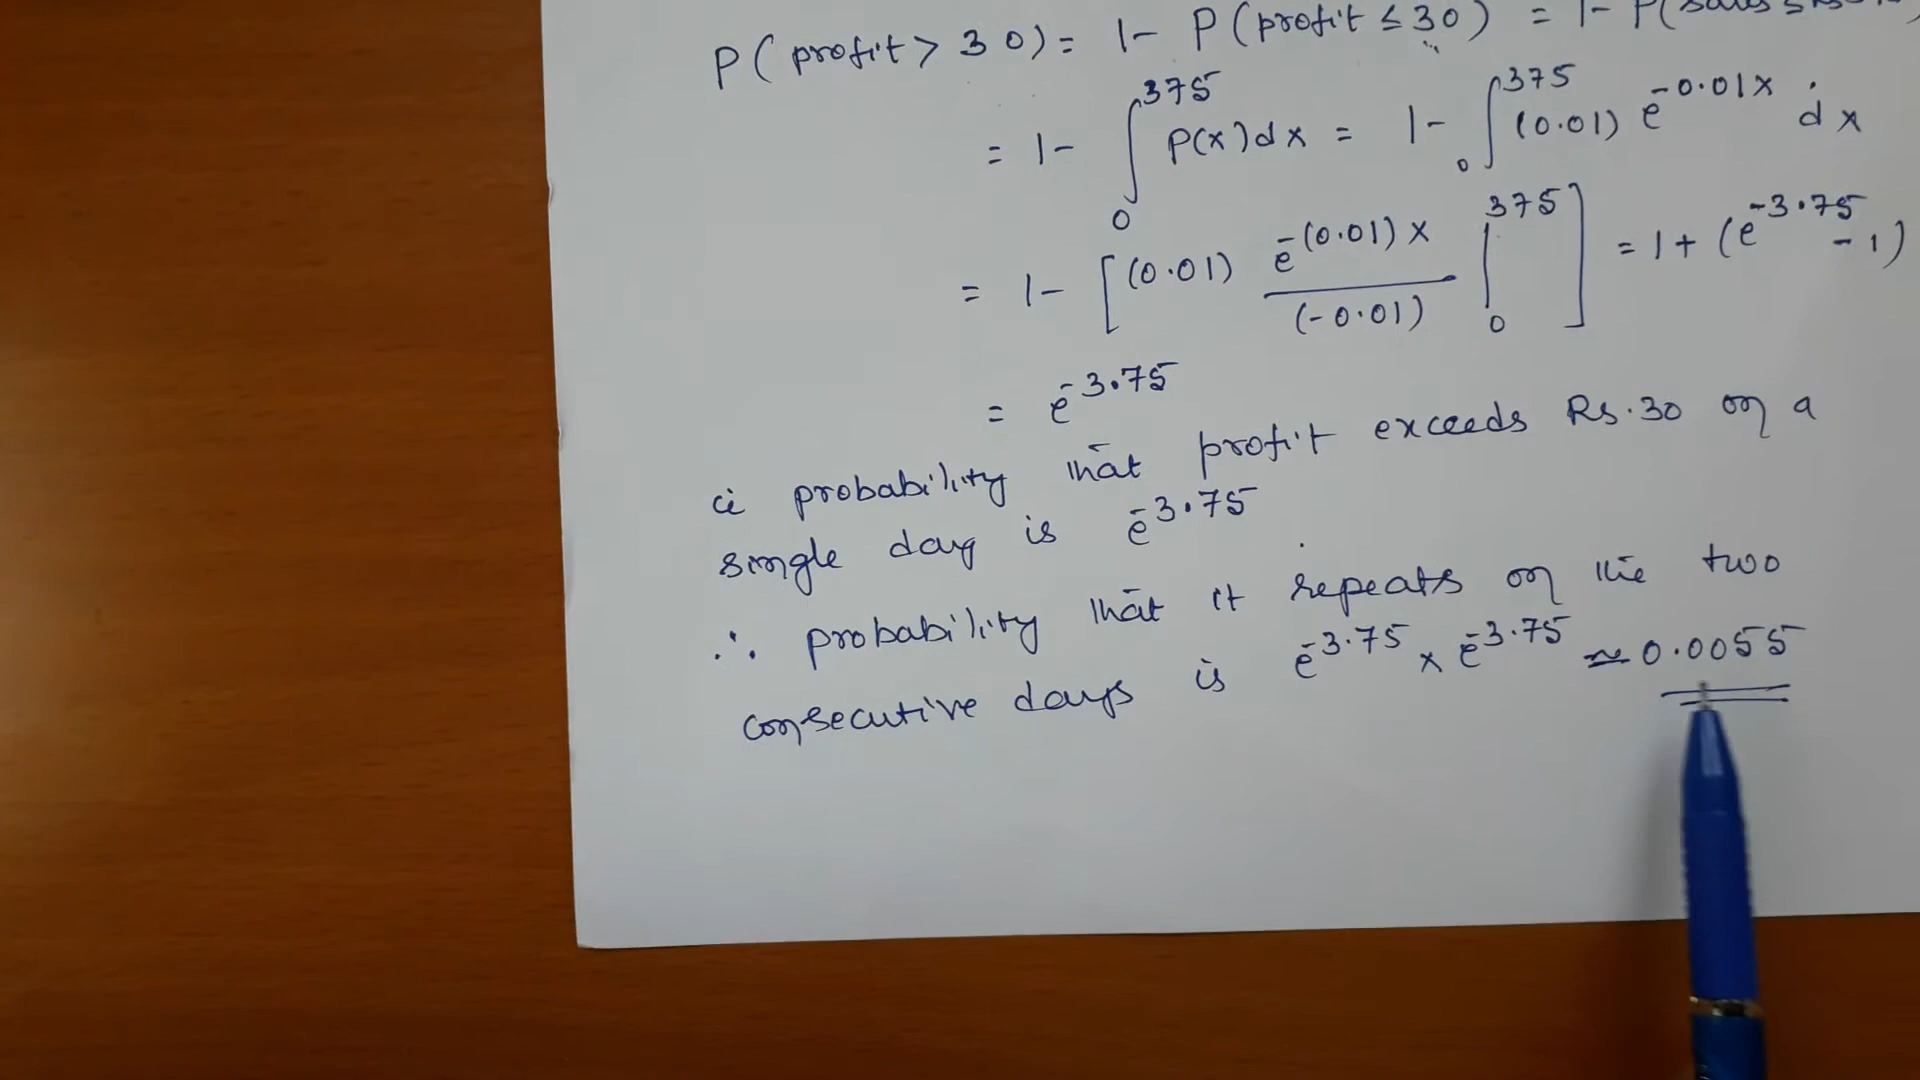 P(profit > 30) = 1 - P(profit ≤ 30) = 1 - P(sales ≤
= 1 - ∫₀³⁷⁵ P(x)dx = 1 - ∫₀³⁷⁵ (0.01) e^{-0.01x} dx
= 1 - [(0.01) e^{-(0.01)x} / (-0.01) |₀³⁷⁵] = 1 + (e^{-3.75} - 1)
= e^{-3.75}
ie probability that profit exceeds Rs.30 on a
single day is e^{-3.75}
∴ probability that it repeats on the two
consecutive days is e^{-3.75} x e^{-3.75} ≈ 0.0055